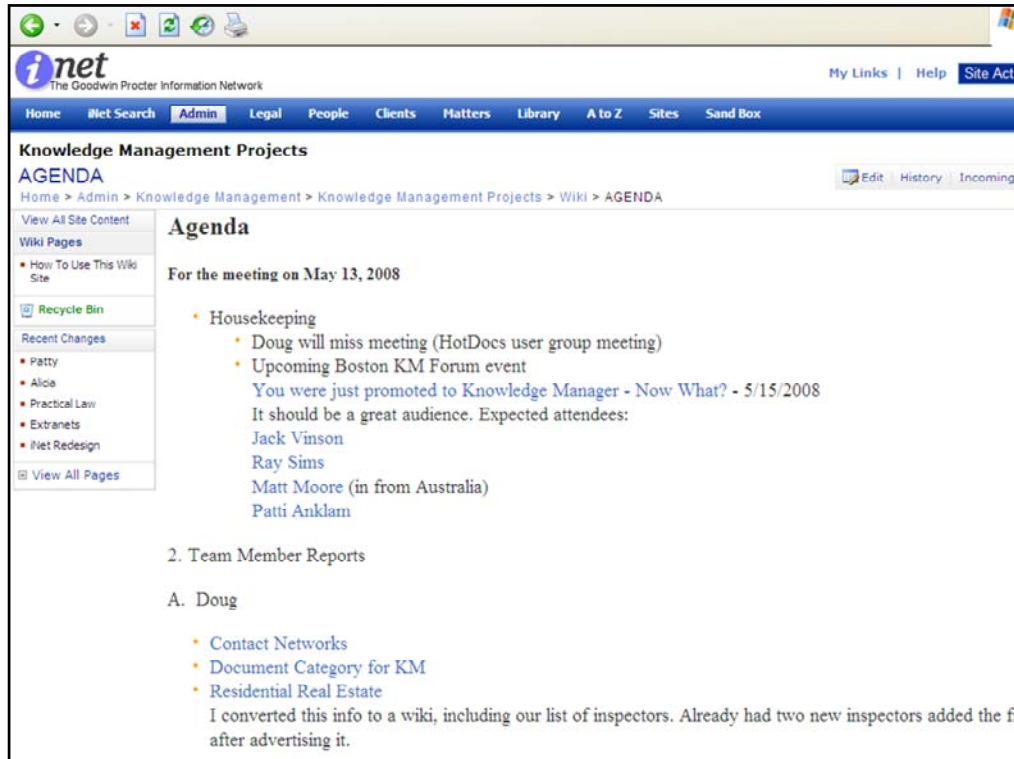 inet
The Goodwin Procter Information Network
My Links | Help Site Act
Home iNet Search Admin Legal People Clients Matters Library A to Z Sites Sand Box
Knowledge Management Projects
AGENDA
Edit History Incoming
Home > Admin > Knowledge Management > Knowledge Management Projects > Wiki > AGENDA
View All Site Content
Wiki Pages
How To Use This Wiki
Site
Recycle Bin
Recent Changes
Patty
Alicia
Practical Law
Extranets
iNet Redesign
View All Pages
Agenda
For the meeting on May 13, 2008
Housekeeping
Doug will miss meeting (HotDocs user group meeting)
Upcoming Boston KM Forum event
You were just promoted to Knowledge Manager - Now What? - 5/15/2008
It should be a great audience. Expected attendees:
Jack Vinson
Ray Sims
Matt Moore (in from Australia)
Patti Anklam
2. Team Member Reports
A. Doug
Contact Networks
Document Category for KM
Residential Real Estate
I converted this info to a wiki, including our list of inspectors. Already had two new inspectors added the
after advertising it.